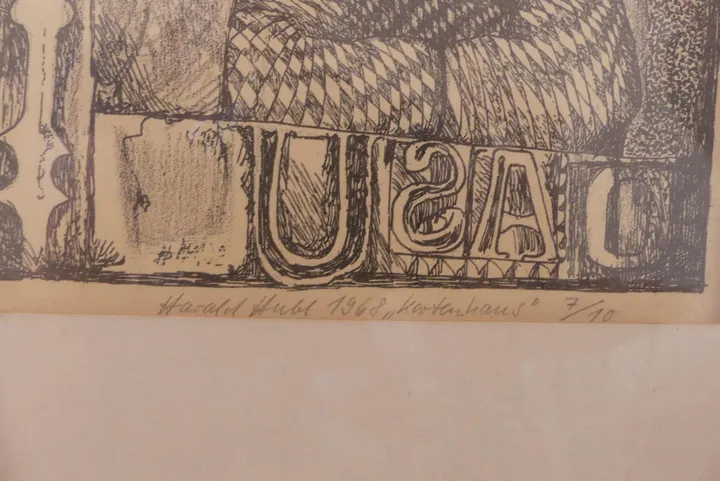 USA
Harald Hubl 1968 „Kartenhaus“ 7/10